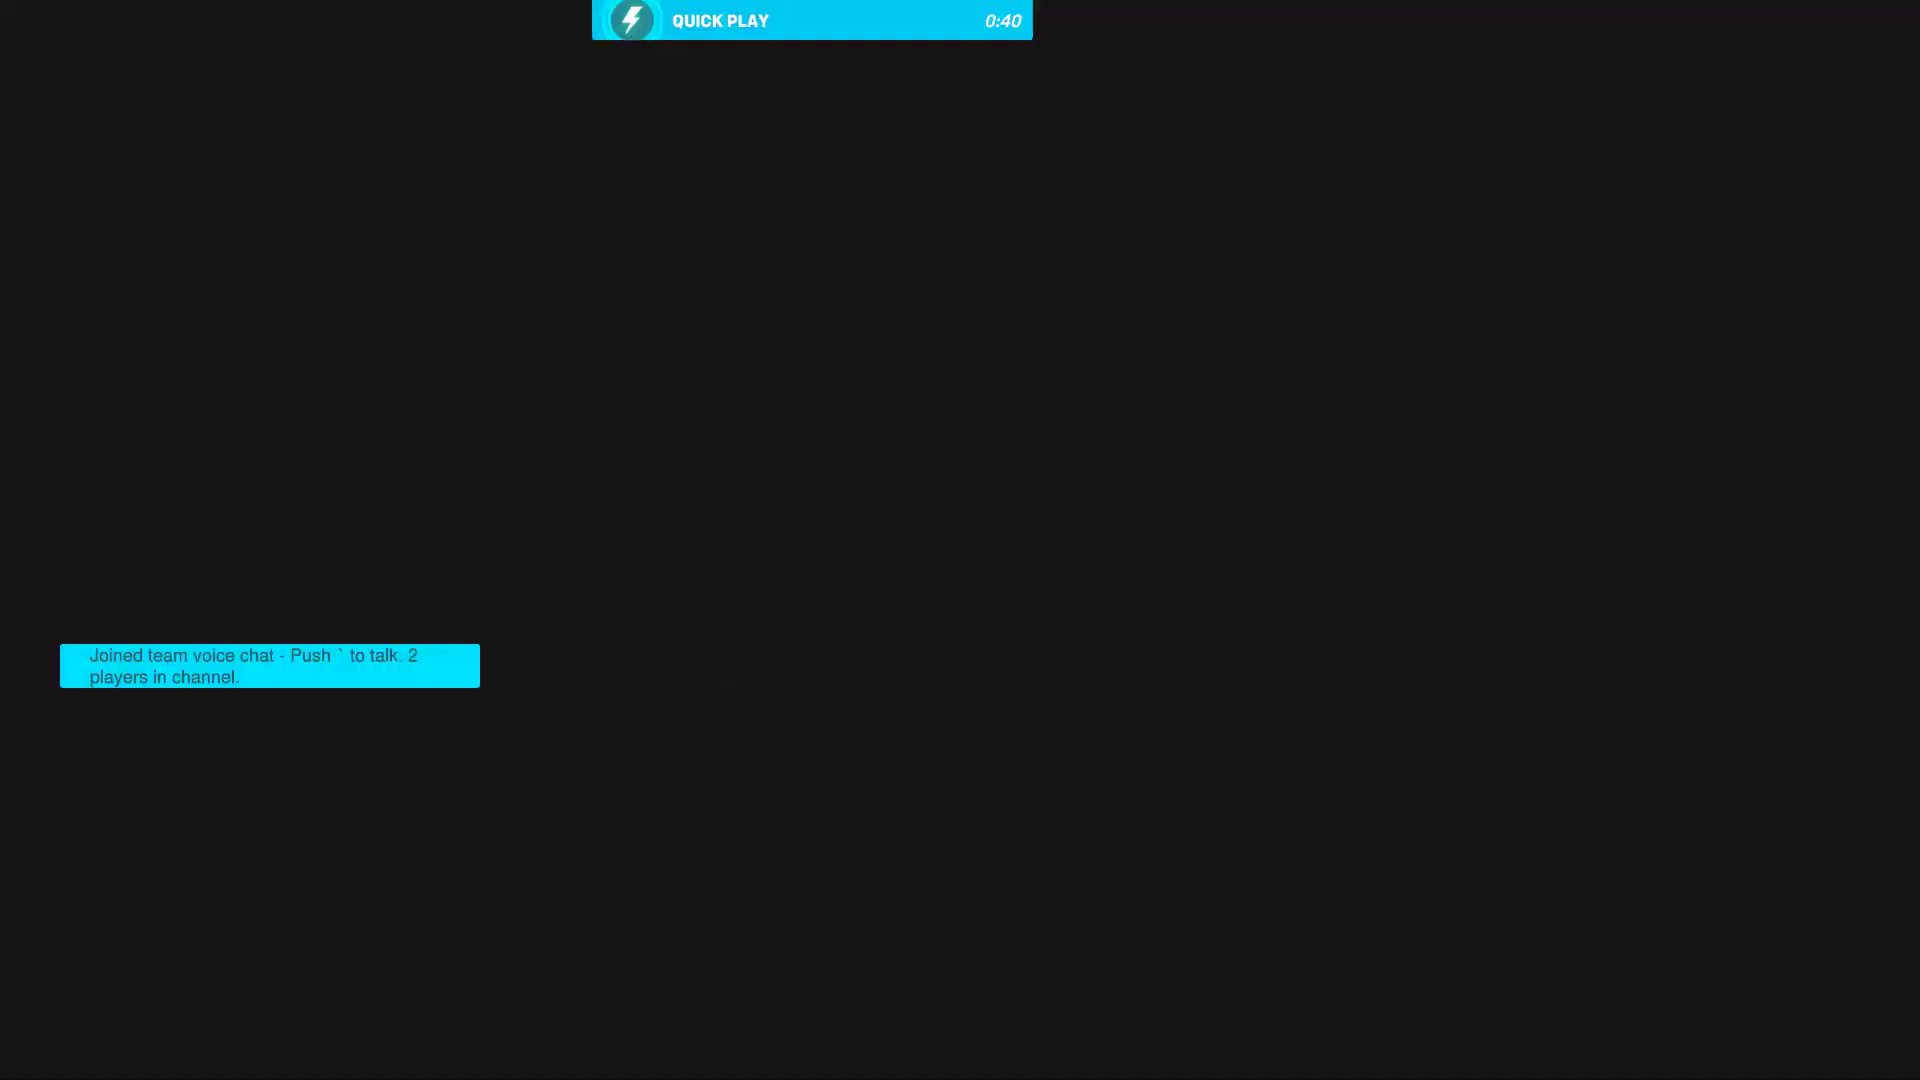 QUICK PLAY 0:40
Joined team voice chat - Push ` to talk. 2
players in channel.